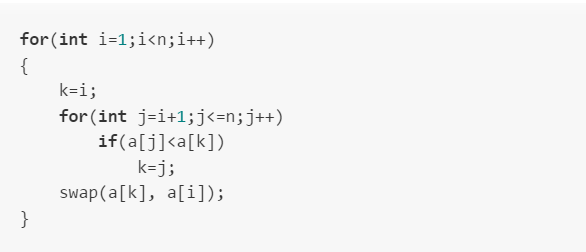 for(int i=1;i<n;i++)
{
    k=i;
    for(int j=i+1;j<=n;j++)
        if(a[j]<a[k])
            k=j;
    swap(a[k], a[i]);
}